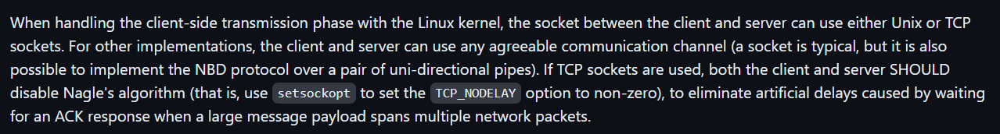 When handling the client-side transmission phase with the Linux kernel, the socket between the client and server can use either Unix or TCP
sockets. For other implementations, the client and server can use any agreeable communication channel (a socket is typical, but it is also
possible to implement the NBD protocol over a pair of uni-directional pipes). If TCP sockets are used, both the client and server SHOULD
disable Nagle's algorithm (that is, use setsockopt to set the TCP_NODELAY option to non-zero), to eliminate artificial delays caused by waiting
for an ACK response when a large message payload spans multiple network packets.